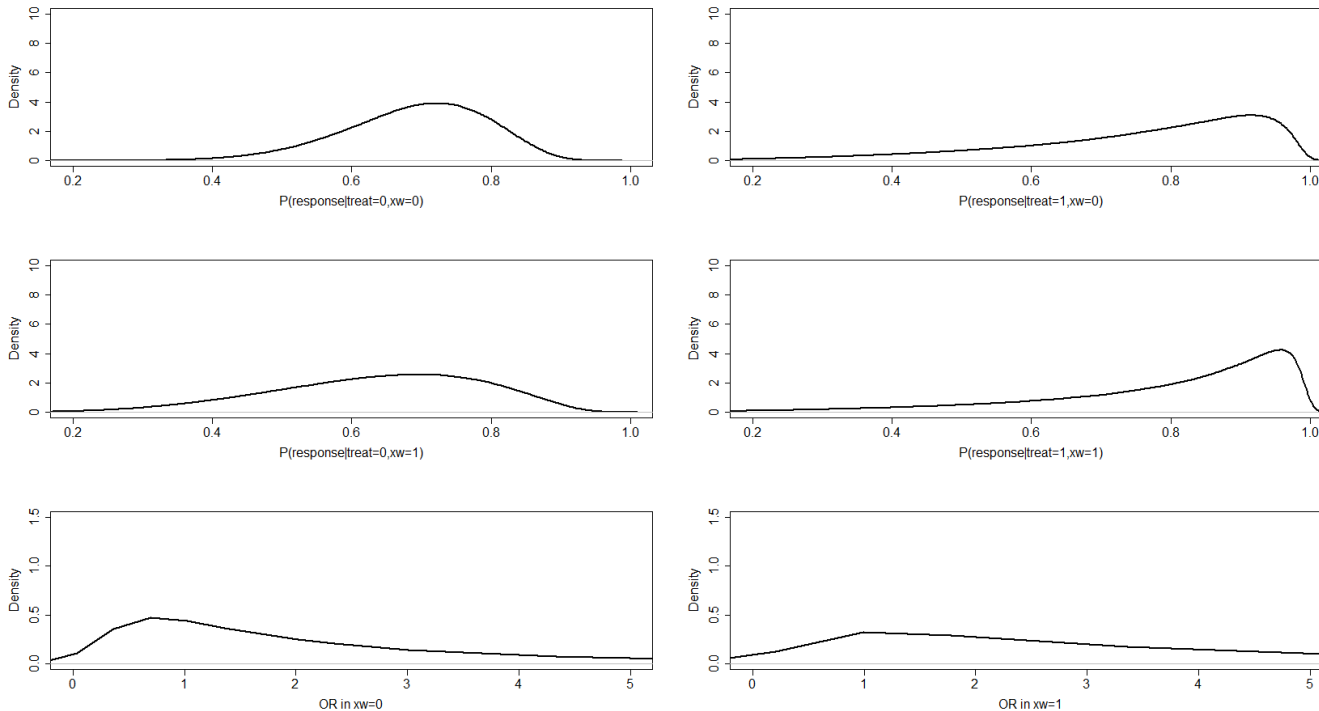 Density
0 2 4 6 8 10
0.2 0.4 0.6 0.8 1.0
P(response|treat=0,xw=0)
Density
0 2 4 6 8 10
0.2 0.4 0.6 0.8 1.0
P(response|treat=1,xw=0)
Density
0 2 4 6 8 10
0.2 0.4 0.6 0.8 1.0
P(response|treat=0,xw=1)
Density
0 2 4 6 8 10
0.2 0.4 0.6 0.8 1.0
P(response|treat=1,xw=1)
Density
0.0 0.5 1.0 1.5
0 1 2 3 4 5
OR in xw=0
Density
0.0 0.5 1.0 1.5
0 1 2 3 4 5
OR in xw=1